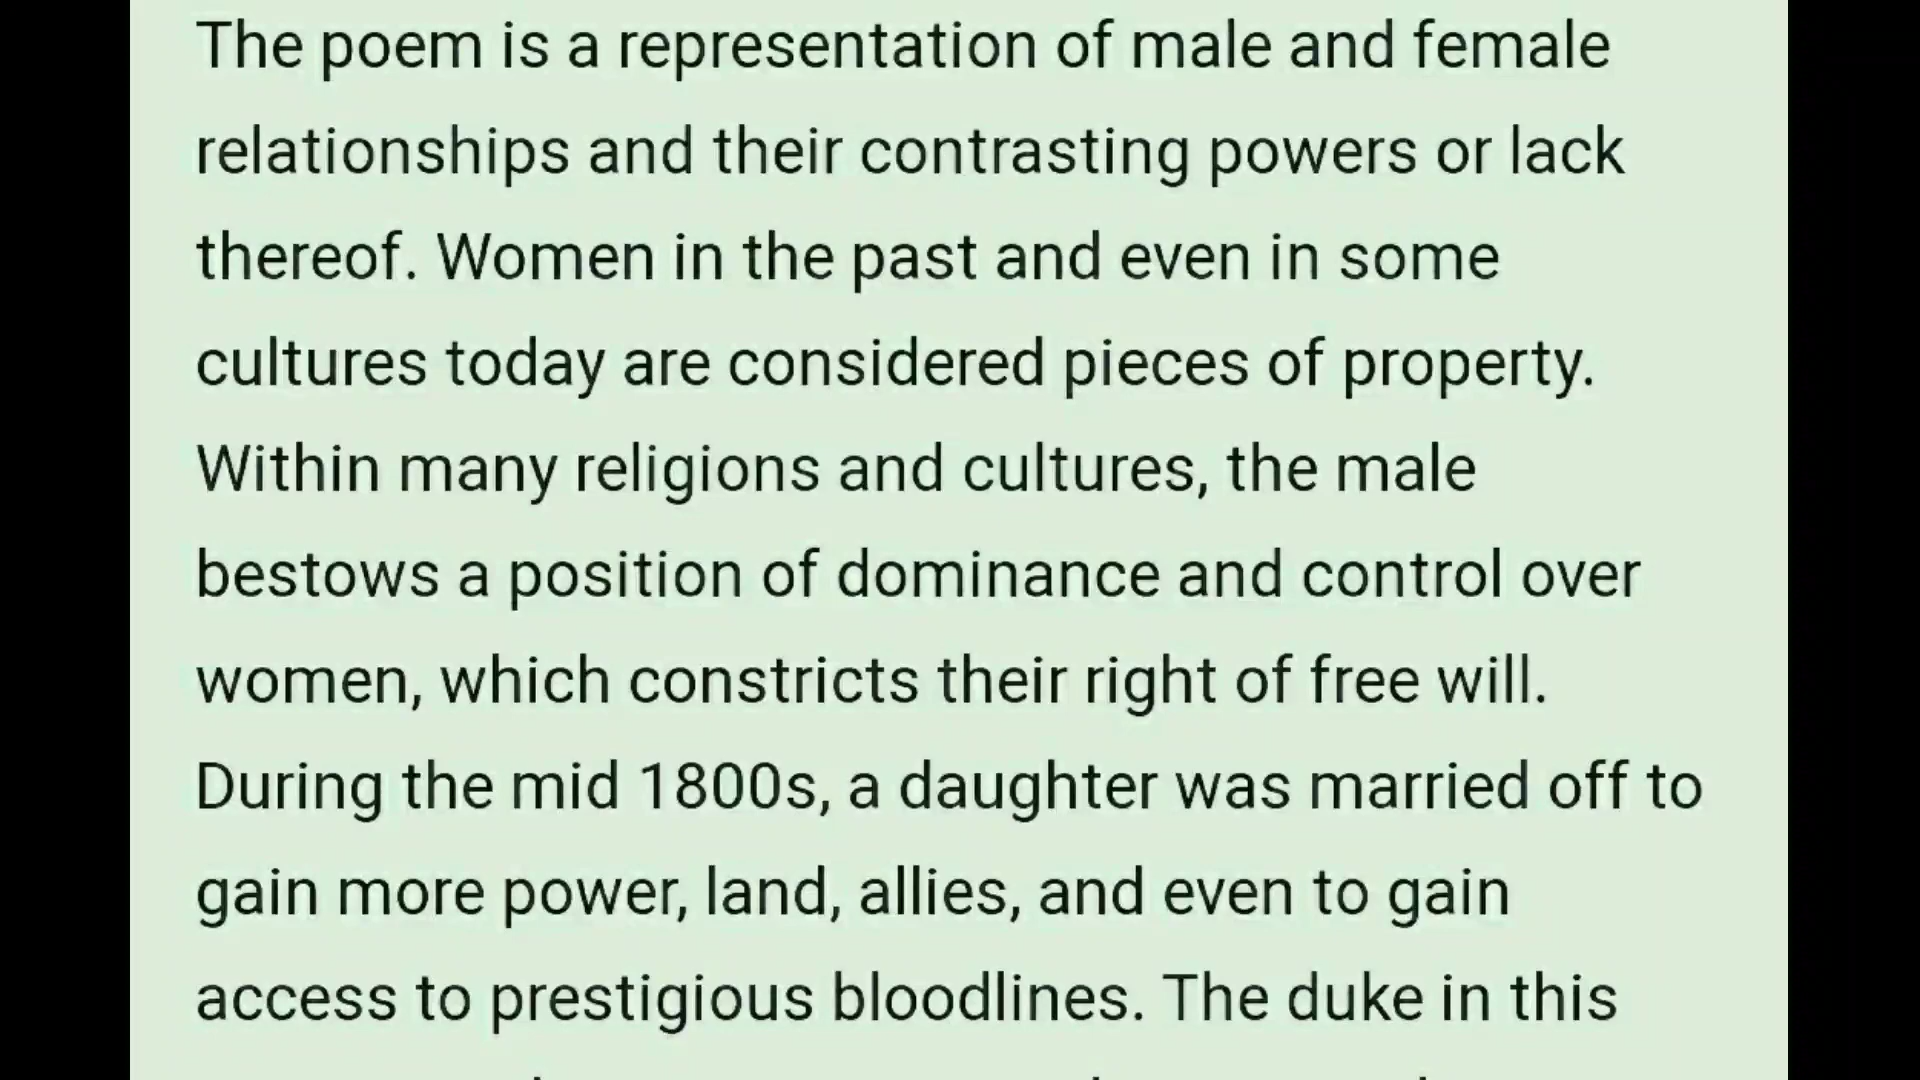 The poem is a representation of male and female
relationships and their contrasting powers or lack
thereof. Women in the past and even in some
cultures today are considered pieces of property.
Within many religions and cultures, the male
bestows a position of dominance and control over
women, which constricts their right of free will.
During the mid 1800s, a daughter was married off to
gain more power, land, allies, and even to gain
access to prestigious bloodlines. The duke in this